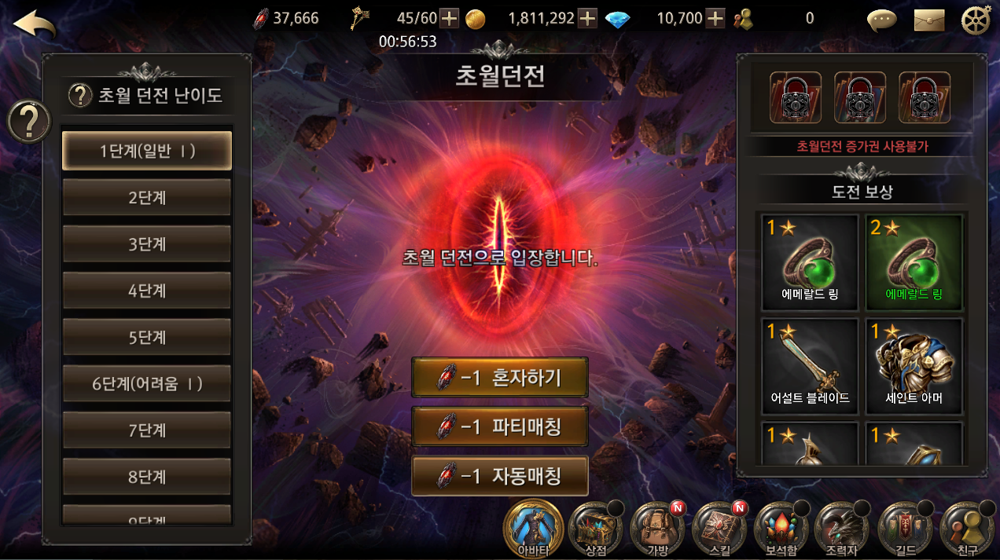 37,666
45/60
1,811,292
10,700
0
00:56:53
초월던전
? 초월 던전 난이도
?
1단계(일반 Ⅰ)
2단계
3단계
4단계
5단계
6단계(어려움 Ⅰ)
7단계
8단계
9단계
초월 던전으로 입장합니다.
-1 혼자하기
-1 파티매칭
-1 자동매칭
초월던전 증가권 사용불가
도전 보상
1
에메랄드 링
2
에메랄드 링
1
어설트 블레이드
1
세인트 아머
1
1
아바타
상점
N
가방
N
스킬
보석함
조력자
길드
친구